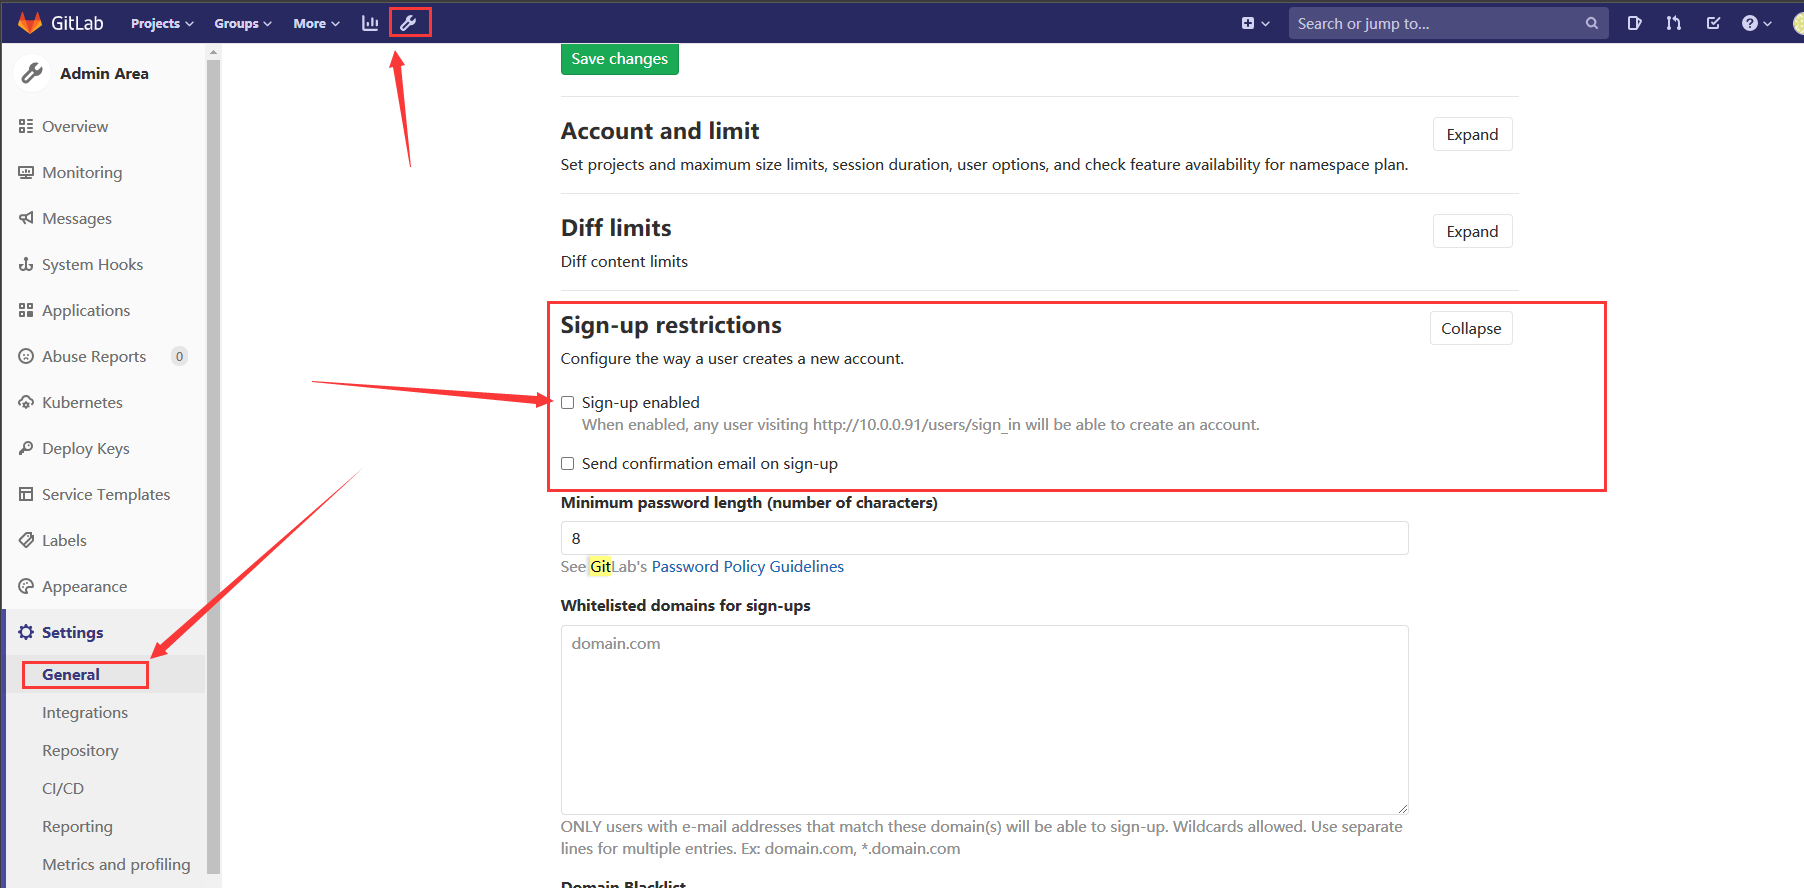 GitLab Projects Groups More Search or jump to...
Admin Area
Overview
Monitoring
Messages
System Hooks
Applications
Abuse Reports 0
Kubernetes
Deploy Keys
Service Templates
Labels
Appearance
Settings
General
Integrations
Repository
CI/CD
Reporting
Metrics and profiling
Save changes
Account and limit
Expand
Set projects and maximum size limits, session duration, user options, and check feature availability for namespace plan.
Diff limits
Expand
Diff content limits
Sign-up restrictions
Collapse
Configure the way a user creates a new account.
Sign-up enabled
When enabled, any user visiting http://10.0.0.91/users/sign_in will be able to create an account.
Send confirmation email on sign-up
Minimum password length (number of characters)
8
See GitLab's Password Policy Guidelines
Whitelisted domains for sign-ups
domain.com
ONLY users with e-mail addresses that match these domain(s) will be able to sign-up. Wildcards allowed. Use separate
lines for multiple entries. Ex: domain.com, *.domain.com
Domain Blacklist